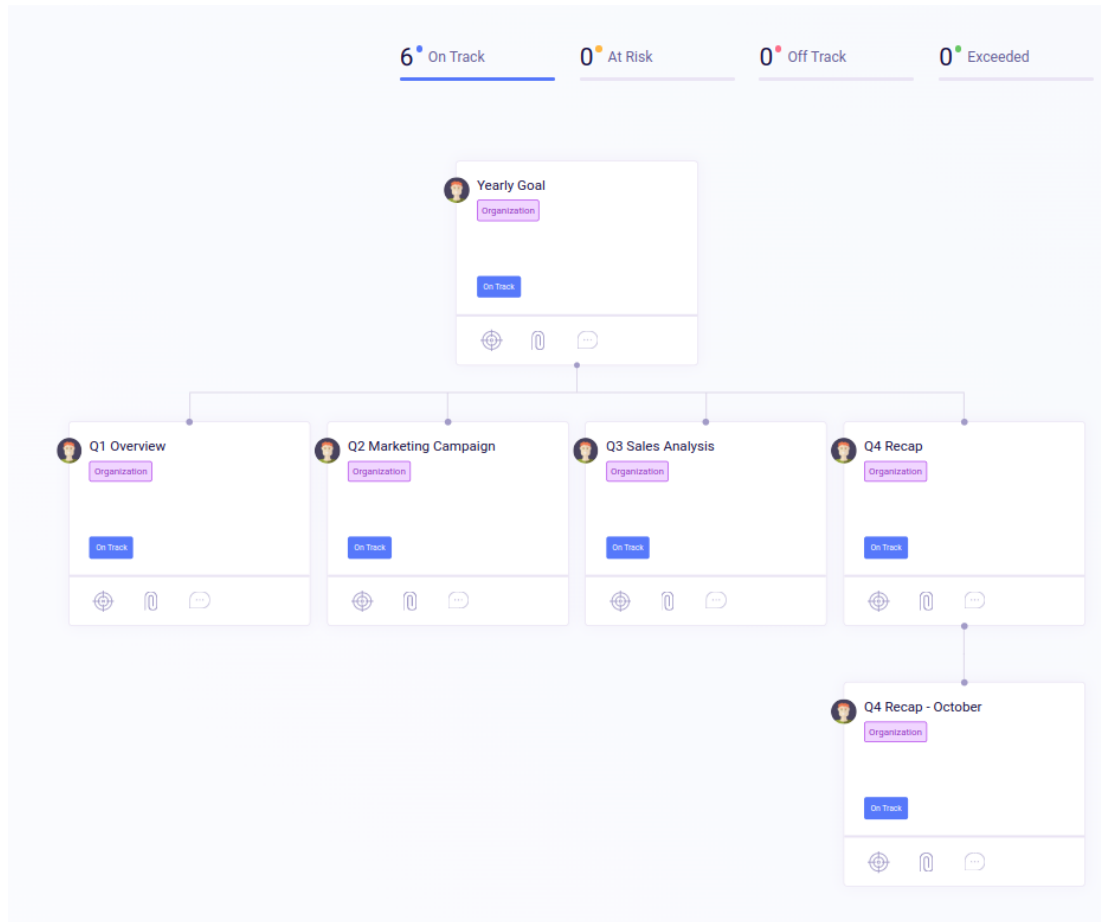 6 On Track 0 At Risk 0 Off Track 0 Exceeded
Yearly Goal
Organization
On Track
Q1 Overview
Organization
On Track
Q2 Marketing Campaign
Organization
On Track
Q3 Sales Analysis
Organization
On Track
Q4 Recap
Organization
On Track
Q4 Recap - October
Organization
On Track